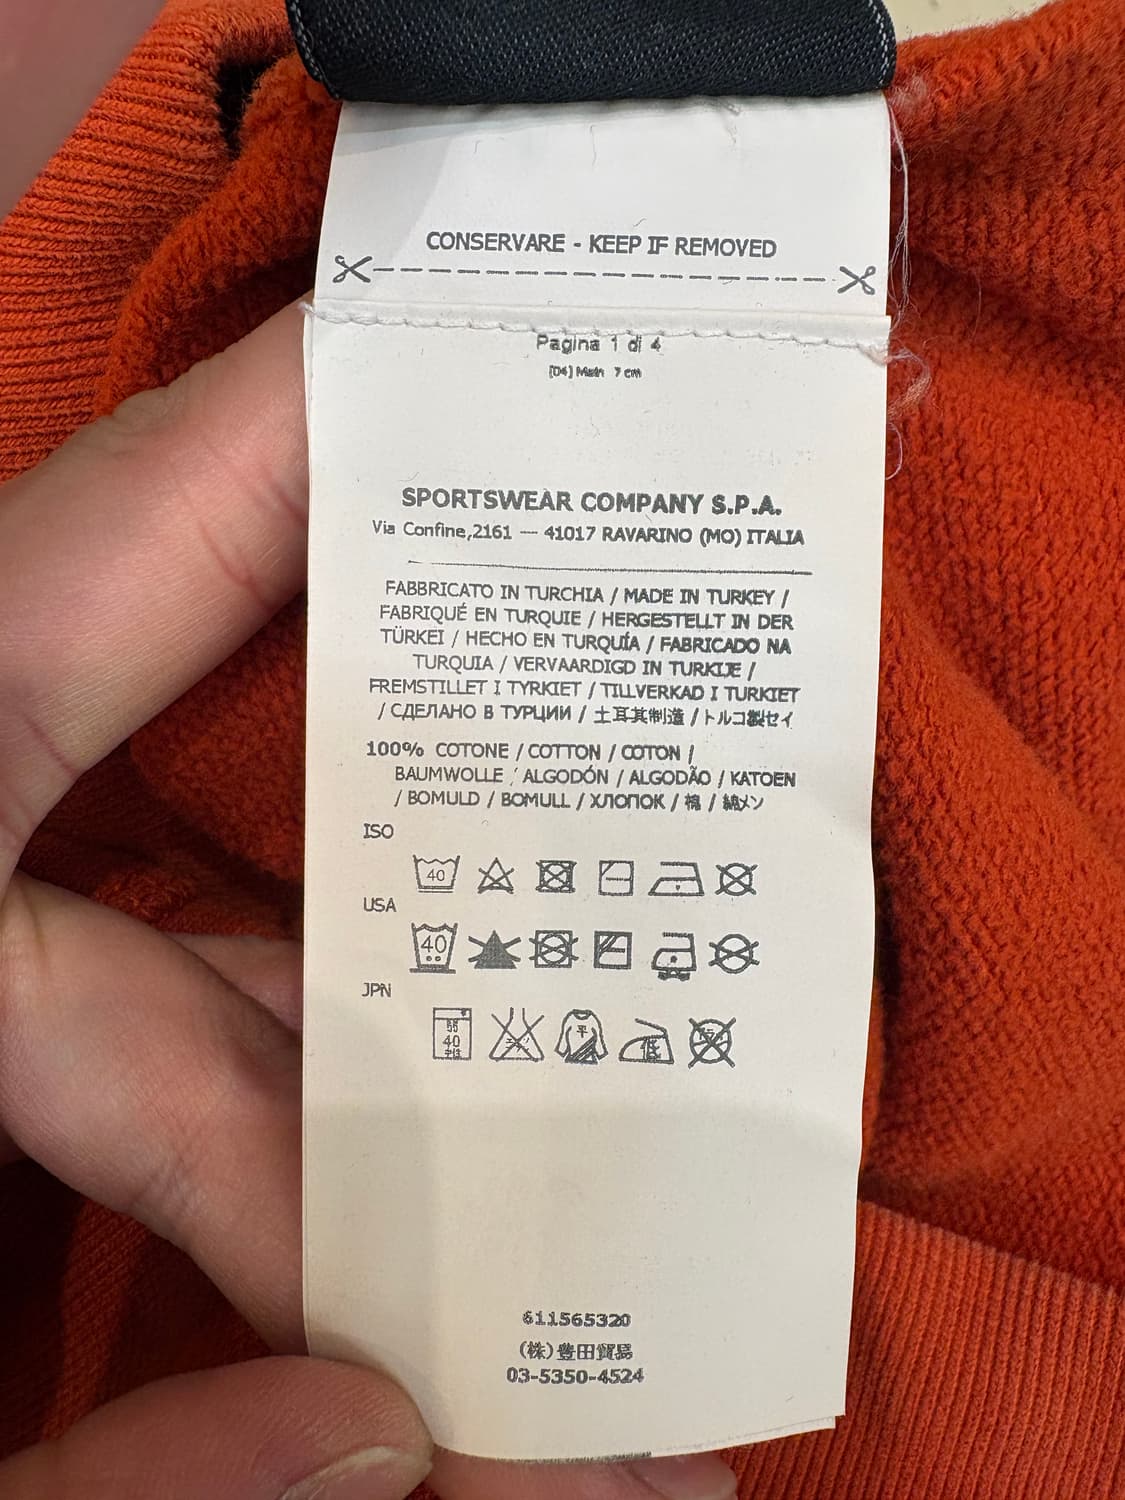 CONSERVARE - KEEP IF REMOVED
Pagina 1 di 4
[04] Main 7 cm
SPORTSWEAR COMPANY S.P.A.
Via Confine,2161 — 41017 RAVARINO (MO) ITALIA
FABBRICATO IN TURCHIA / MADE IN TURKEY /
FABRIQUÉ EN TURQUIE / HERGESTELLT IN DER
TÜRKEI / HECHO EN TURQUÍA / FABRICADO NA
TURQUIA / VERVAARDIGD IN TURKIJE /
FREMSTILLET I TYRKIET / TILLVERKAD I TURKIET
/ СДЕЛАНО В ТУРЦИИ / 土耳其制造 / トルコ製セイ
100% COTONE / COTTON / COTON /
BAUMWOLLE / ALGODÓN / ALGODÃO / KATOEN
/ BOMULD / BOMULL / ХЛОПОК / 棉 / 綿メン
ISO
40
USA
40
JPN
40
平
低
611565320
(株)豊田貿易
03-5350-4524